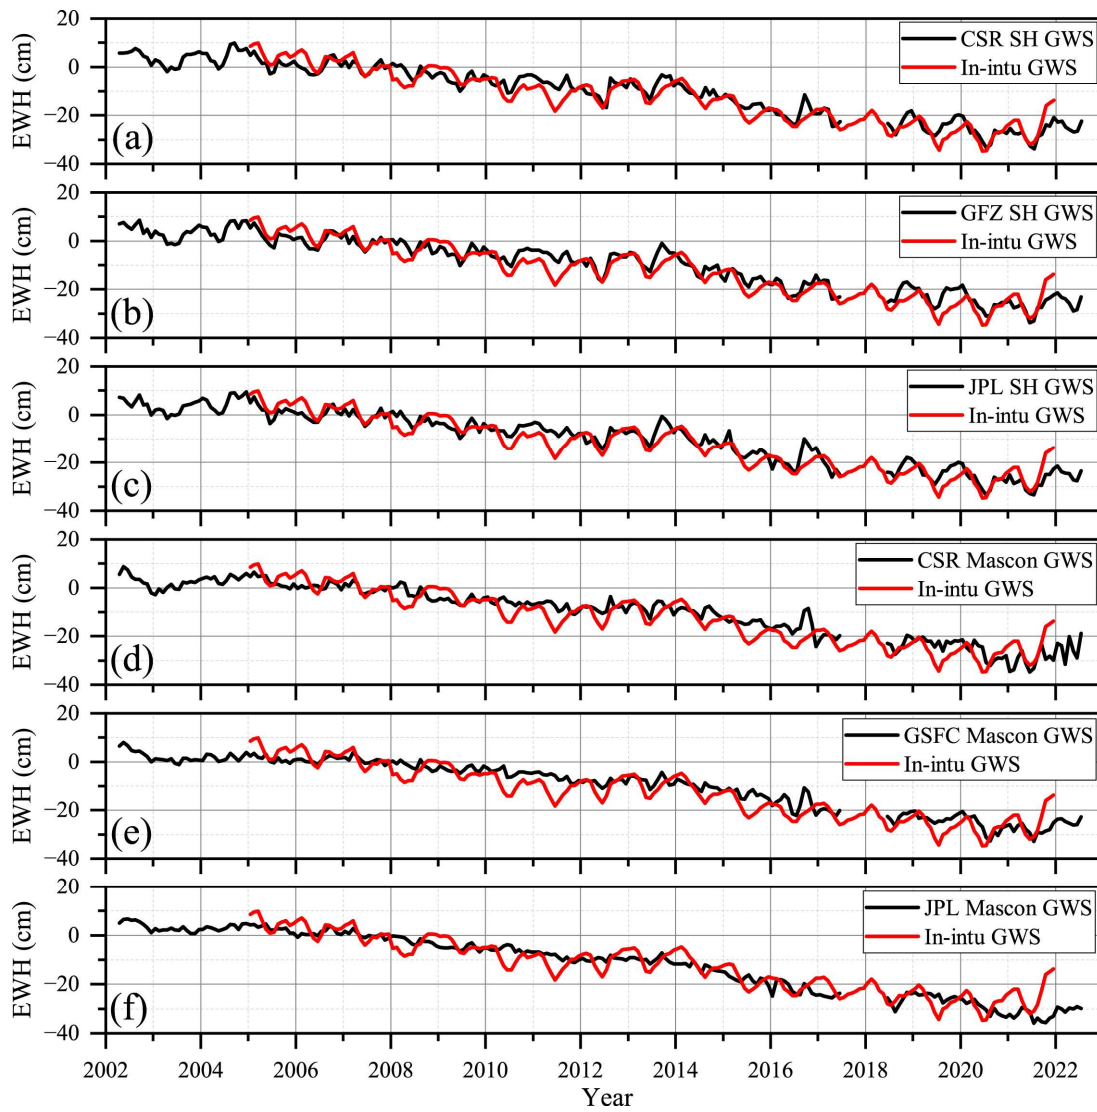 20
0
−20
−40
EWH (cm)
(a)
CSR SH GWS
In-intu GWS
20
0
−20
−40
EWH (cm)
(b)
GFZ SH GWS
In-intu GWS
20
0
−20
−40
EWH (cm)
(c)
JPL SH GWS
In-intu GWS
20
0
−20
−40
EWH (cm)
(d)
CSR Mascon GWS
In-intu GWS
20
0
−20
−40
EWH (cm)
(e)
GSFC Mascon GWS
In-intu GWS
20
0
−20
−40
EWH (cm)
(f)
JPL Mascon GWS
In-intu GWS
2002 2004 2006 2008 2010 2012 2014 2016 2018 2020 2022
Year